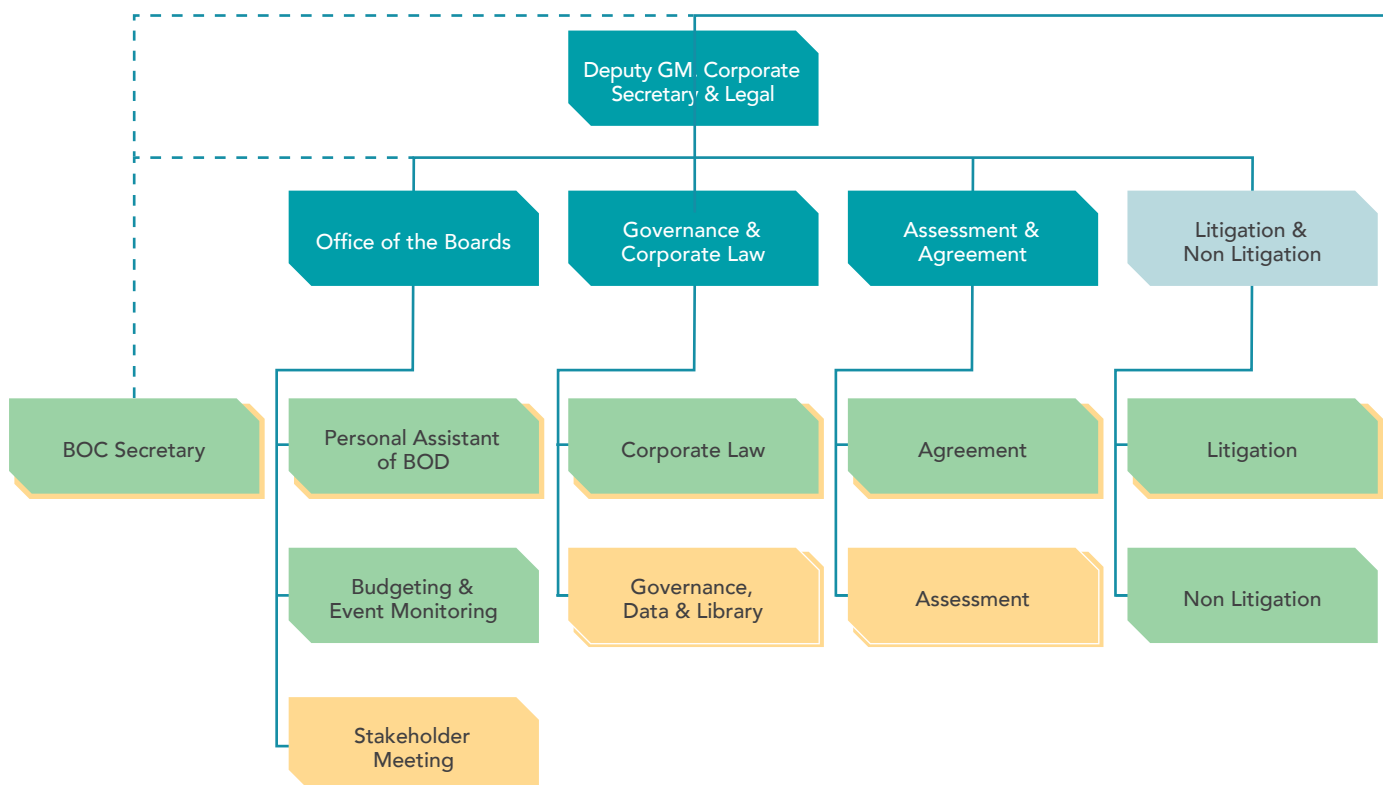 Deputy GM. Corporate
Secretary & Legal
Office of the Boards
Governance &
Corporate Law
Assessment &
Agreement
Litigation &
Non Litigation
BOC Secretary
Personal Assistant
of BOD
Corporate Law
Agreement
Litigation
Budgeting &
Event Monitoring
Governance,
Data & Library
Assessment
Non Litigation
Stakeholder
Meeting